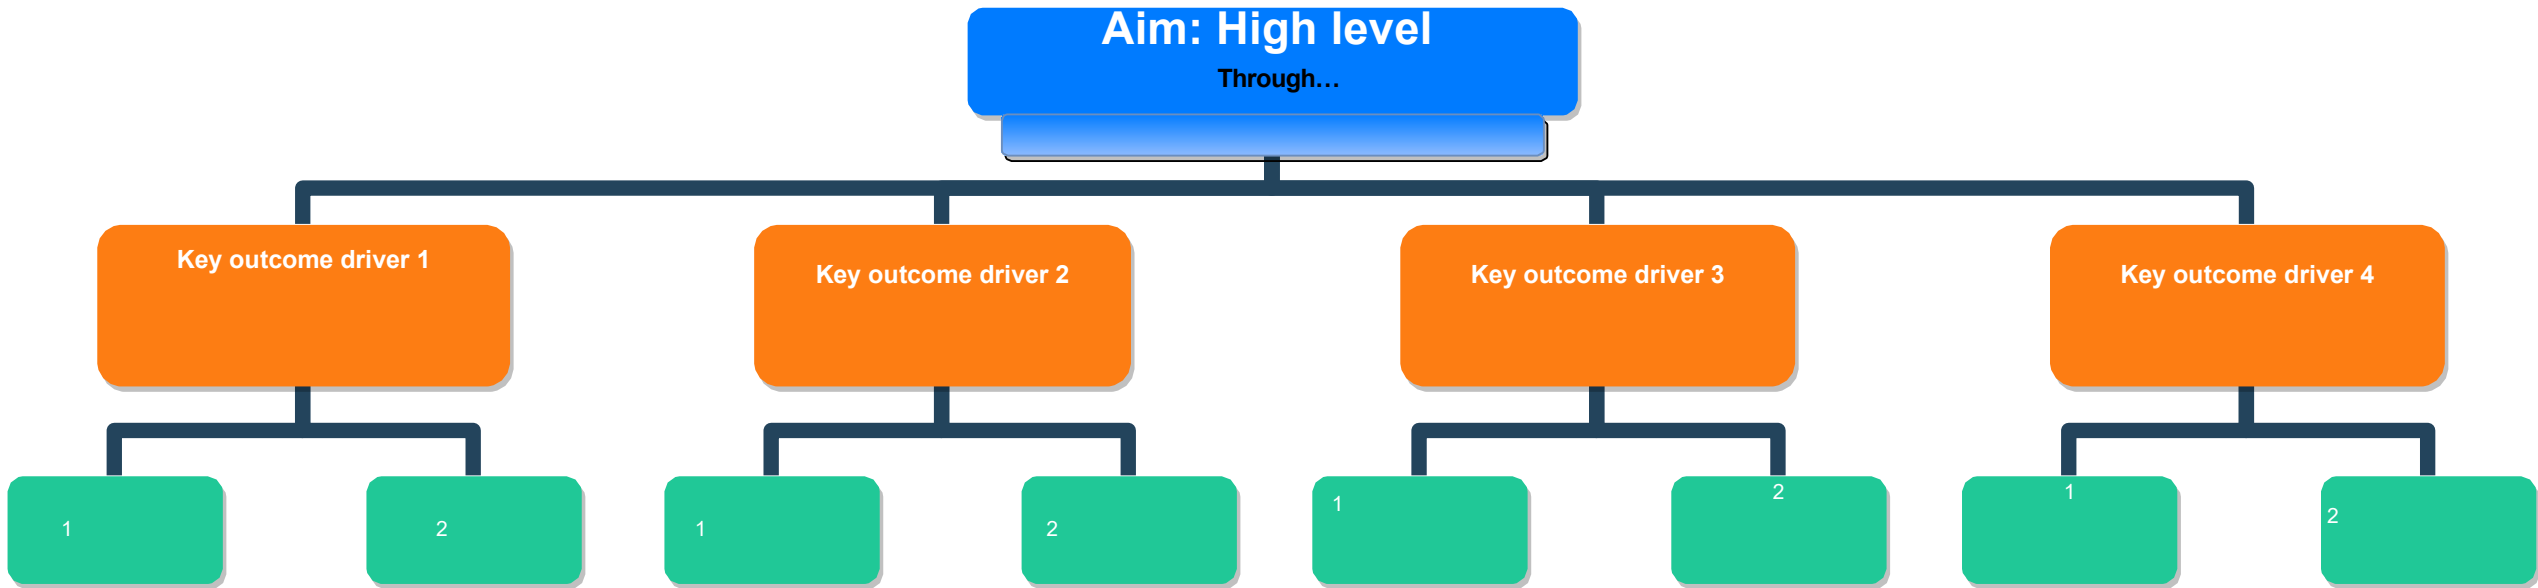 Aim: High level
Through…
Key outcome driver 1
Key outcome driver 2
Key outcome driver 3
Key outcome driver 4
1
2
1
2
1
2
1
2